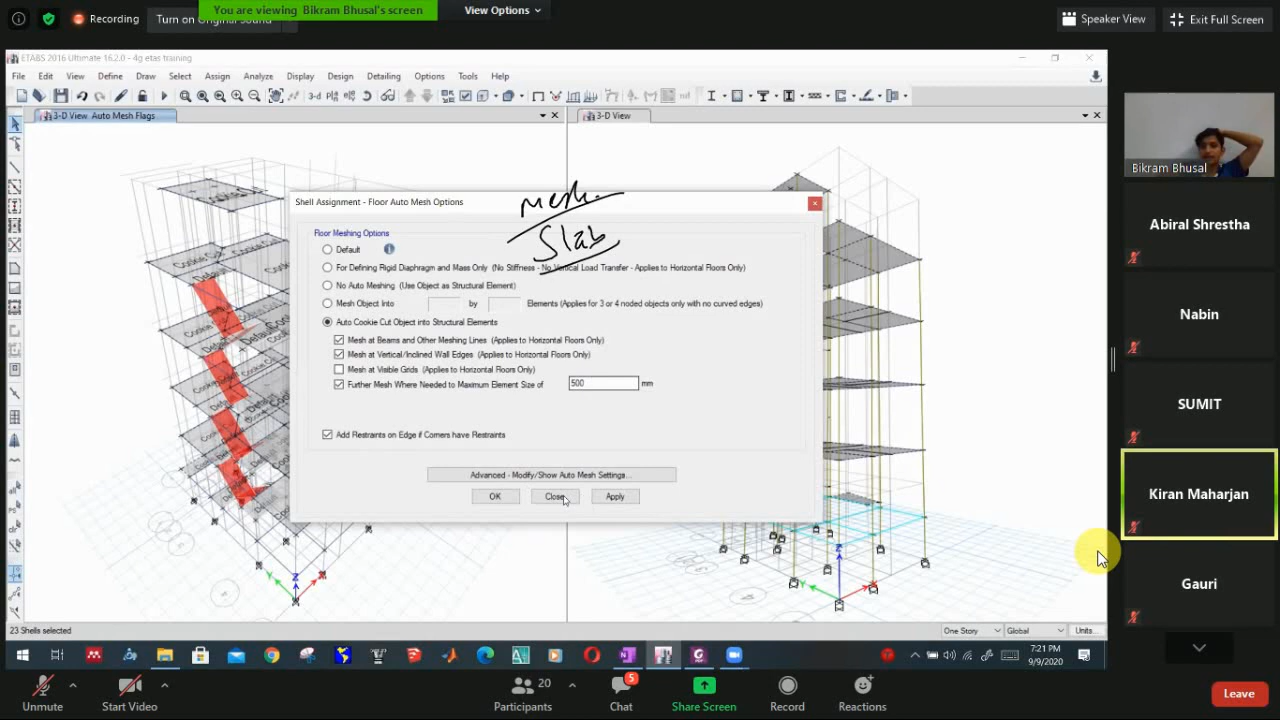 You are viewing Bikram Bhusal's screen
View Options
Recording
Turn on Original Sound
Speaker View
Exit Full Screen
ETABS 2016 Ultimate 16.2.0 - 4g etas training
File Edit View Define Draw Select Assign Analyze Display Design Detailing Options Tools Help
3-d
3-D View Auto Mesh Flags
3-D View
mesh
Slab
Shell Assignment - Floor Auto Mesh Options
Floor Meshing Options
Default
For Defining Rigid Diaphragm and Mass Only (No Stiffness - No Vertical Load Transfer - Applies to Horizontal Floors Only)
No Auto Meshing (Use Object as Structural Element)
Mesh Object Into by Elements (Applies for 3 or 4 noded objects only with no curved edges)
Auto Cookie Cut Object into Structural Elements
Mesh at Beams and Other Meshing Lines (Applies to Horizontal Floors Only)
Mesh at Vertical/Inclined Wall Edges (Applies to Horizontal Floors Only)
Mesh at Visible Grids (Applies to Horizontal Floors Only)
Further Mesh Where Needed to Maximum Element Size of 500 mm
Add Restraints on Edge if Corners have Restraints
Advanced - Modify/Show Auto Mesh Settings...
OK Close Apply
Z
Y
X
Z
Y
X
23 Shells selected
One Story
Global
Units...
7:21 PM
9/9/2020
Bikram Bhusal
Abiral Shrestha
Nabin
SUMIT
Kiran Maharjan
Gauri
Unmute
Start Video
20
Participants
5
Chat
Share Screen
Record
Reactions
Leave